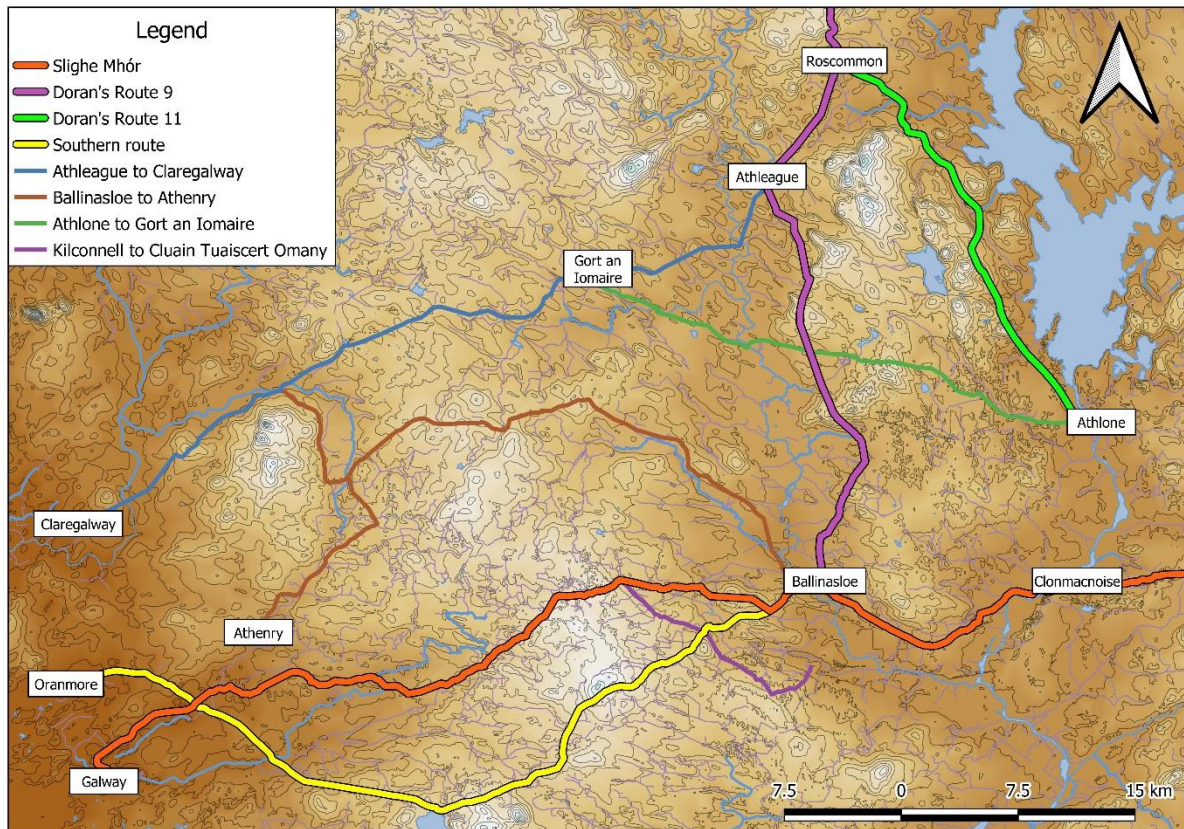 Legend
Slighe Mhór
Doran's Route 9
Doran's Route 11
Southern route
Athleague to Claregalway
Ballinasloe to Athenry
Athlone to Gort an Iomaire
Kilconnell to Cluain Tuaiscert Omany
Roscommon
Athleague
Gort an
Iomaire
Athlone
Claregalway
Ballinasloe
Clonmacnoise
Athenry
Oranmore
Galway
7.5 0 7.5 15 km